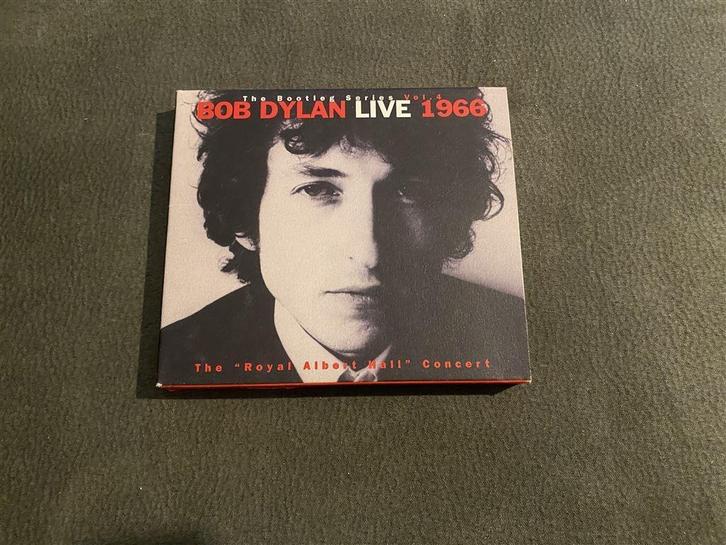 The Bootleg Series Vol.4
BOB DYLAN LIVE 1966
The "Royal Albert Hall" Concert